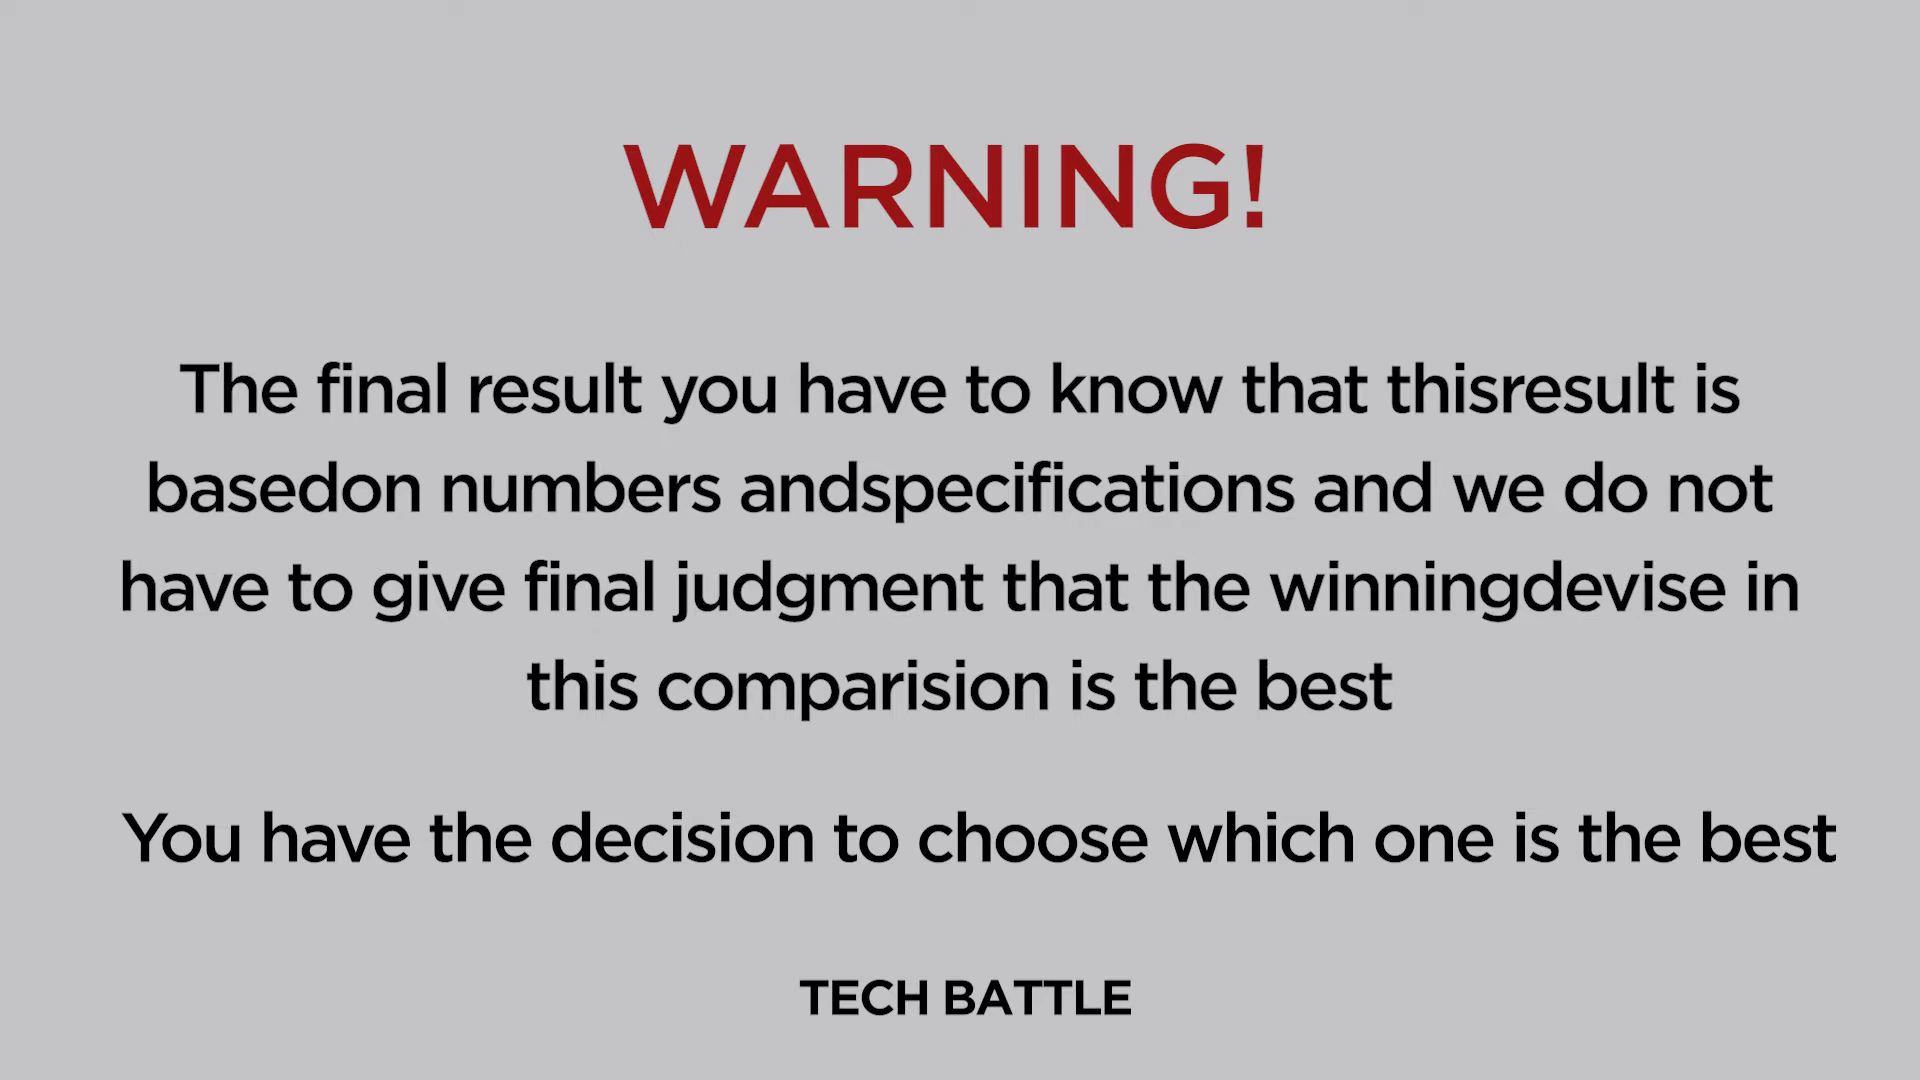 WARNING!
The final result you have to know that thisresult is
basedon numbers andspecifications and we do not
have to give final judgment that the winningdevise in
this comparision is the best
You have the decision to choose which one is the best
TECH BATTLE